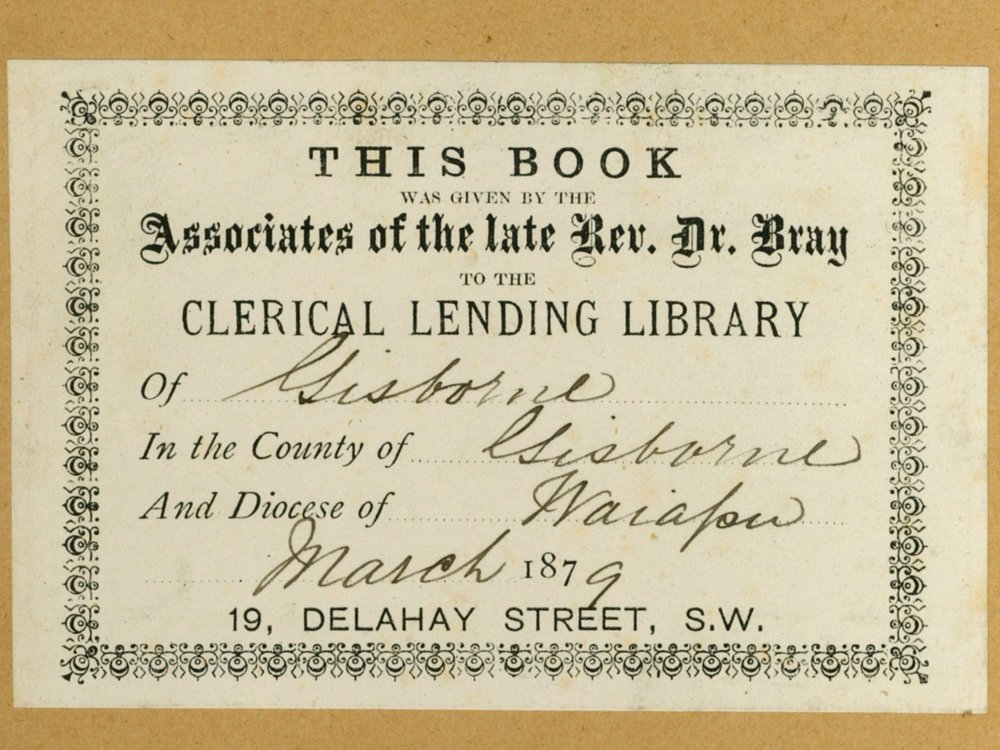 THIS BOOK
WAS GIVEN BY THE
Associates of the late Rev. Dr. Bray
TO THE
CLERICAL LENDING LIBRARY
Of Gisborne
In the County of Gisborne
And Diocese of Waiapu
March 1879
19, DELAHAY STREET, S.W.